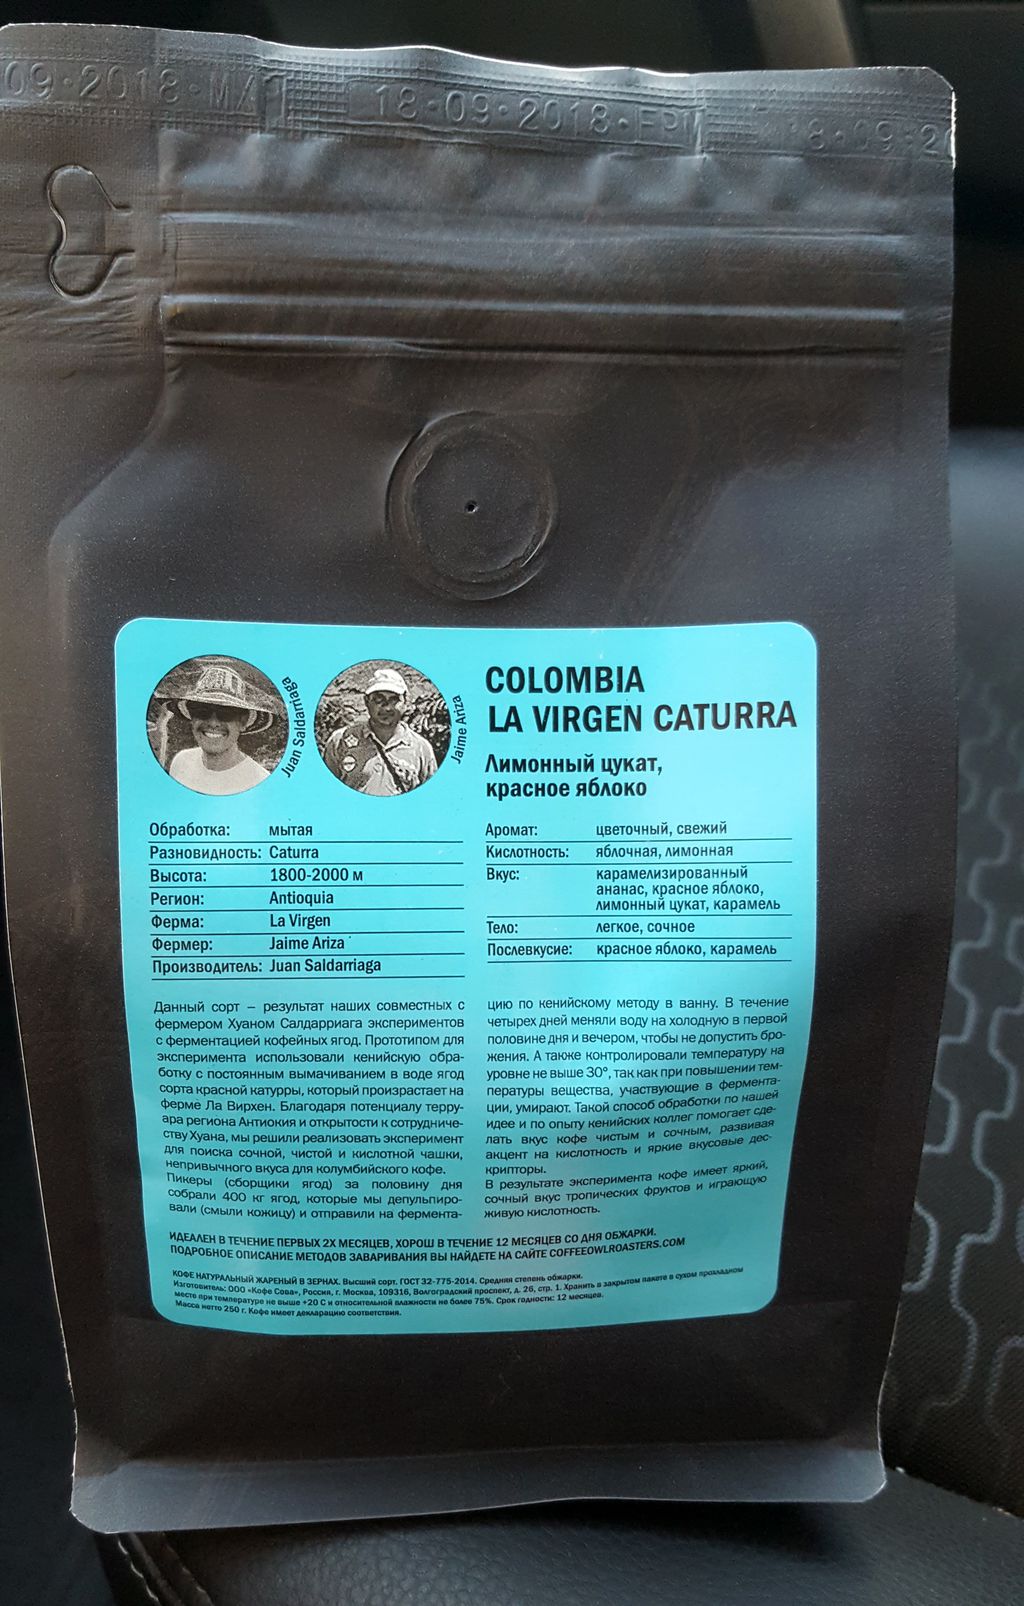 09·2018·МАТ
18·09·2018·ЕРМ
8·09·20
Juan Saldarriaga
Jaime Ariza
COLOMBIA
LA VIRGEN CATURRA
Лимонный цукат,
красное яблоко
Обработка: мытая
Разновидность: Caturra
Высота: 1800-2000 м
Регион: Antioquia
Ферма: La Virgen
Фермер: Jaime Ariza
Производитель: Juan Saldarriaga
Аромат: цветочный, свежий
Кислотность: яблочная, лимонная
Вкус: карамелизированный
ананас, красное яблоко,
лимонный цукат, карамель
Тело: легкое, сочное
Послевкусие: красное яблоко, карамель
Данный сорт – результат наших совместных с
фермером Хуаном Салдарриага экспериментов
с ферментацией кофейных ягод. Прототипом для
эксперимента использовали кенийскую обра-
ботку с постоянным вымачиванием в воде ягод
сорта красной катурры, который произрастает на
ферме Ла Вирхен. Благодаря потенциалу терру-
ара региона Антиокия и открытости к сотрудниче-
ству Хуана, мы решили реализовать эксперимент
для поиска сочной, чистой и кислотной чашки,
непривычного вкуса для колумбийского кофе.
Пикеры (сборщики ягод) за половину дня
собрали 400 кг ягод, которые мы депульпиро-
вали (смыли кожицу) и отправили на фермента-
цию по кенийскому методу в ванну. В течение
четырех дней меняли воду на холодную в первой
половине дня и вечером, чтобы не допустить бро-
жения. А также контролировали температуру на
уровне не выше 30°, так как при повышении тем-
пературы вещества, участвующие в фермента-
ции, умирают. Такой способ обработки по нашей
идее и по опыту кенийских коллег помогает сде-
лать вкус кофе чистым и сочным, развивая
акцент на кислотность и яркие вкусовые дес-
крипторы.
В результате эксперимента кофе имеет яркий,
сочный вкус тропических фруктов и играющую
живую кислотность.
ИДЕАЛЕН В ТЕЧЕНИЕ ПЕРВЫХ 2Х МЕСЯЦЕВ, ХОРОШ В ТЕЧЕНИЕ 12 МЕСЯЦЕВ СО ДНЯ ОБЖАРКИ.
ПОДРОБНОЕ ОПИСАНИЕ МЕТОДОВ ЗАВАРИВАНИЯ ВЫ НАЙДЕТЕ НА САЙТЕ COFFEEOWLROASTERS.COM
КОФЕ НАТУРАЛЬНЫЙ ЖАРЕНЫЙ В ЗЕРНАХ. Высший сорт. ГОСТ 32-775-2014. Средняя степень обжарки.
Изготовитель: ООО «Кофе Сова», Россия, г. Москва, 109316, Волгоградский проспект, д. 26, стр. 1. Хранить в закрытом пакете в сухом прохладном
месте при температуре не выше +20 С и относительной влажности не более 75%. Срок годности: 12 месяцев.
Масса нетто 250 г. Кофе имеет декларацию соответствия.